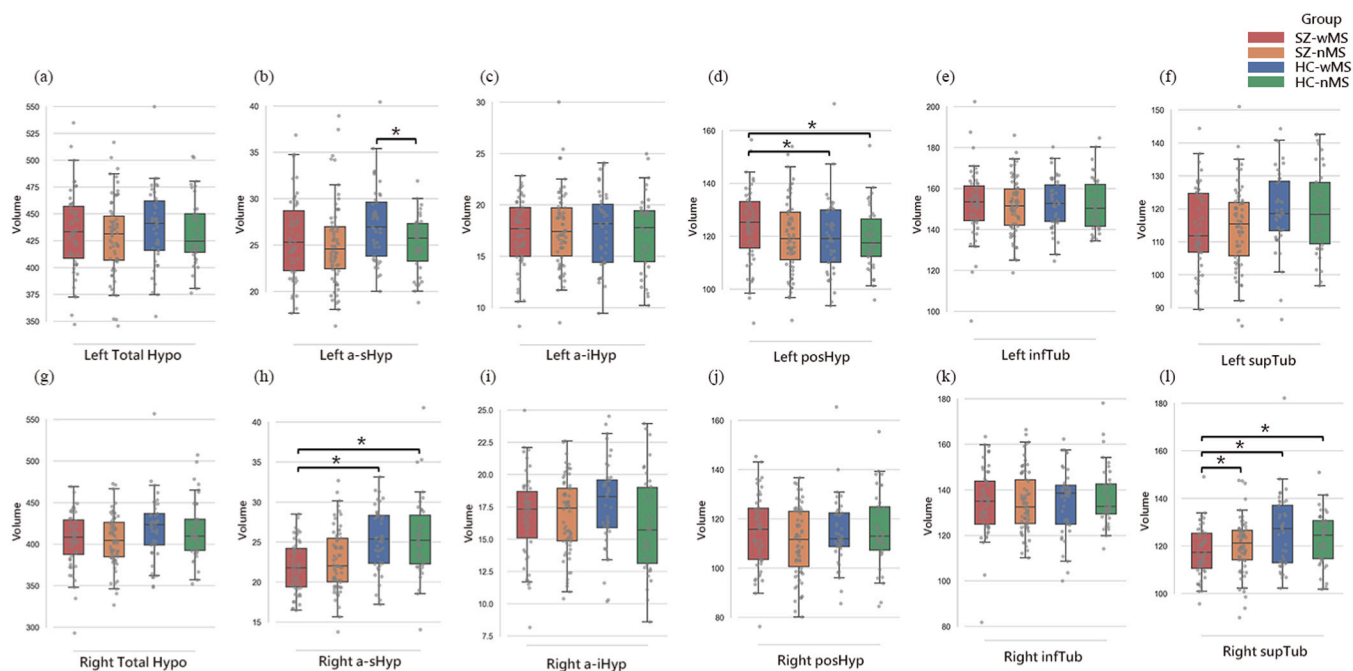 Group
SZ-wMS
SZ-nMS
HC-wMS
HC-nMS
(a) (b) (c) (d) (e) (f)
550
525
500
475
450
425
400
375
350
Volume
Left Total Hypo
40
35
30
25
20
Volume
*
Left a-sHyp
30
25
20
15
10
Volume
Left a-iHyp
160
140
120
100
Volume
*
*
Left posHyp
200
180
160
140
120
100
Volume
Left infTub
150
140
130
120
110
100
90
Volume
Left supTub
(g) (h) (i) (j) (k) (l)
550
500
450
400
350
300
Volume
Right Total Hypo
40
35
30
25
20
15
Volume
*
*
Right a-sHyp
25.0
22.5
20.0
17.5
15.0
12.5
10.0
7.5
Volume
Right a-iHyp
160
140
120
100
80
Volume
Right posHyp
180
160
140
120
100
80
Volume
Right infTub
180
160
140
120
100
Volume
*
*
*
Right supTub